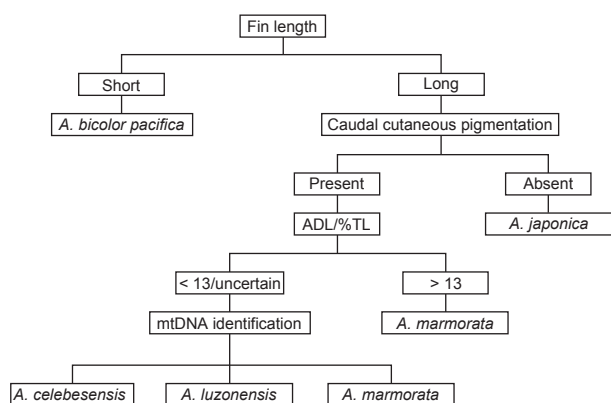 Fin length
Short
Long
A. bicolor pacifica
Caudal cutaneous pigmentation
Present
Absent
ADL/%TL
A. japonica
< 13/uncertain
> 13
mtDNA identification
A. marmorata
A. celebesensis
A. luzonensis
A. marmorata